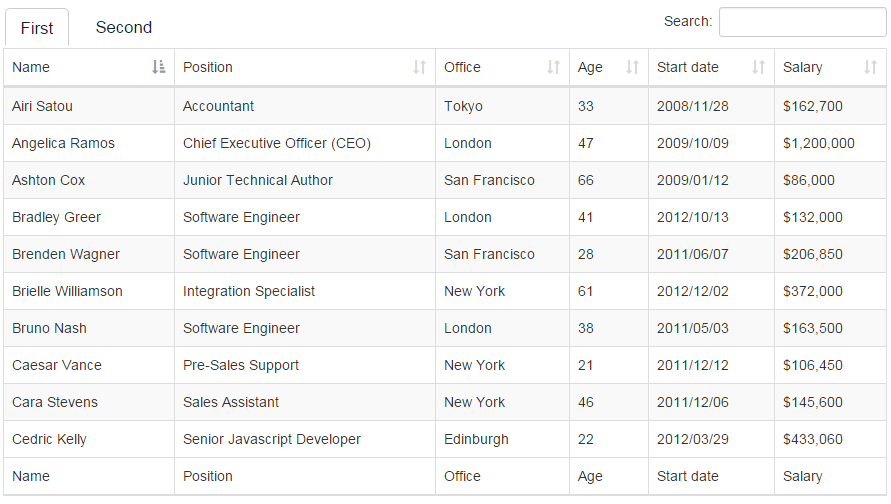 First Second Search:
Name Position Office Age Start date Salary
Airi Satou Accountant Tokyo 33 2008/11/28 $162,700
Angelica Ramos Chief Executive Officer (CEO) London 47 2009/10/09 $1,200,000
Ashton Cox Junior Technical Author San Francisco 66 2009/01/12 $86,000
Bradley Greer Software Engineer London 41 2012/10/13 $132,000
Brenden Wagner Software Engineer San Francisco 28 2011/06/07 $206,850
Brielle Williamson Integration Specialist New York 61 2012/12/02 $372,000
Bruno Nash Software Engineer London 38 2011/05/03 $163,500
Caesar Vance Pre-Sales Support New York 21 2011/12/12 $106,450
Cara Stevens Sales Assistant New York 46 2011/12/06 $145,600
Cedric Kelly Senior Javascript Developer Edinburgh 22 2012/03/29 $433,060
Name Position Office Age Start date Salary